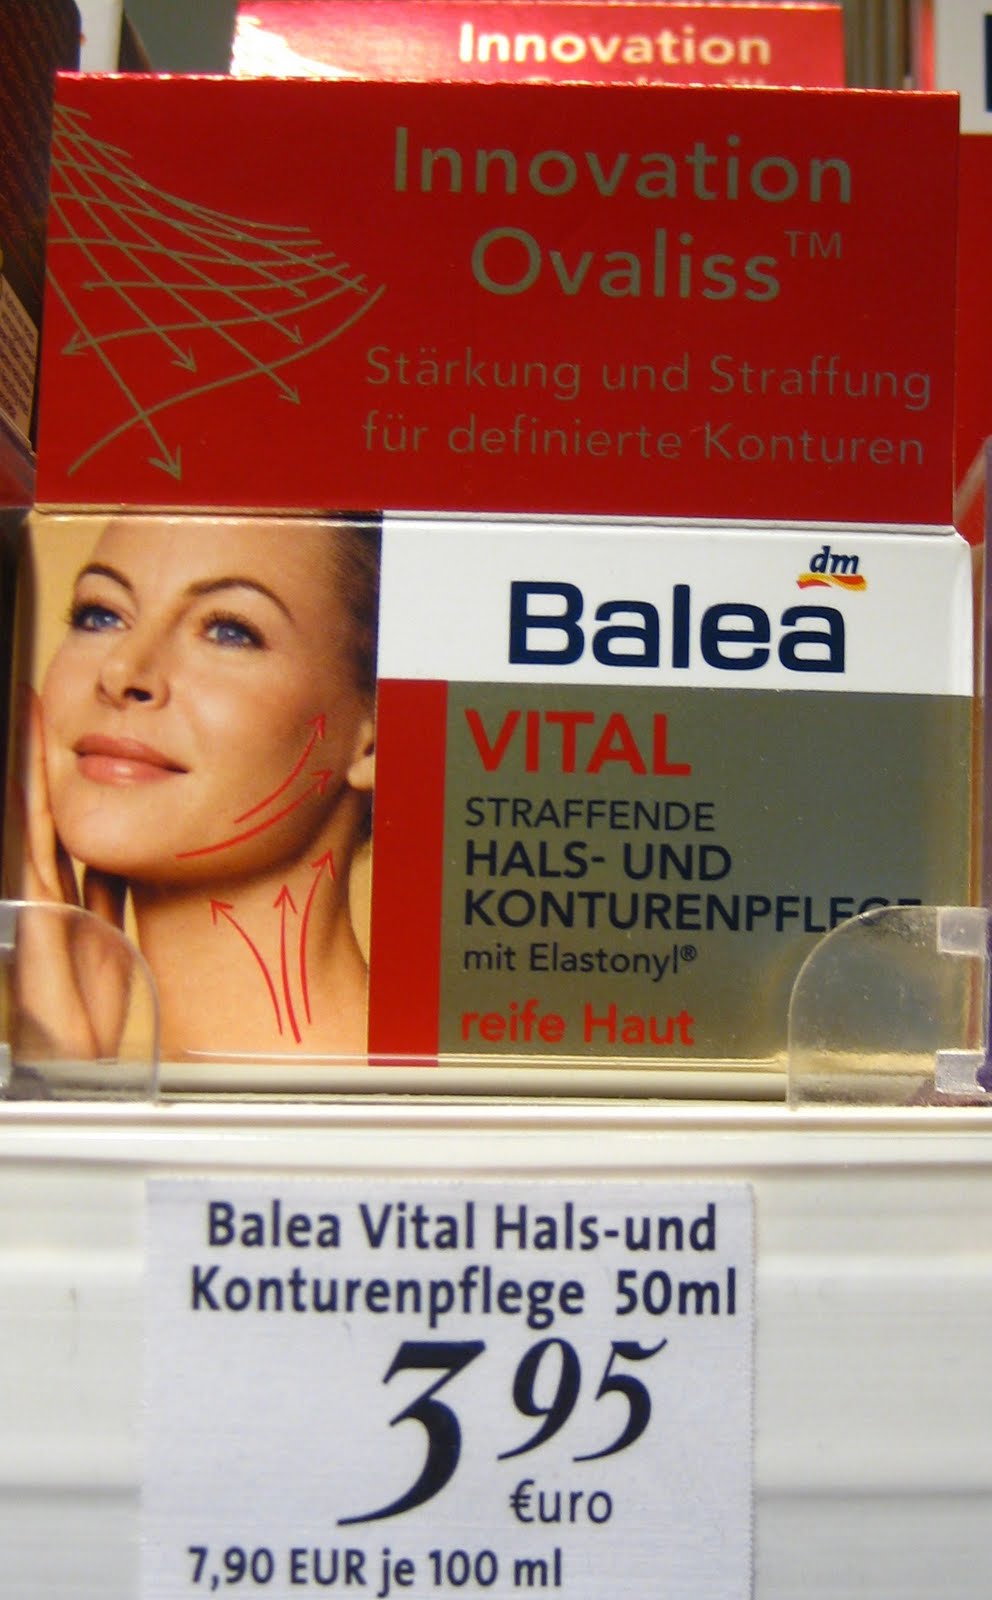 Innovation
Innovation
Ovaliss™
Stärkung und Straffung
für definierte Konturen
dm
Balea
VITAL
STRAFFENDE
HALS- UND
KONTURENPFLEGE
mit Elastonyl®
reife Haut
Balea Vital Hals-und
Konturenpflege 50ml
3 95
€uro
7,90 EUR je 100 ml